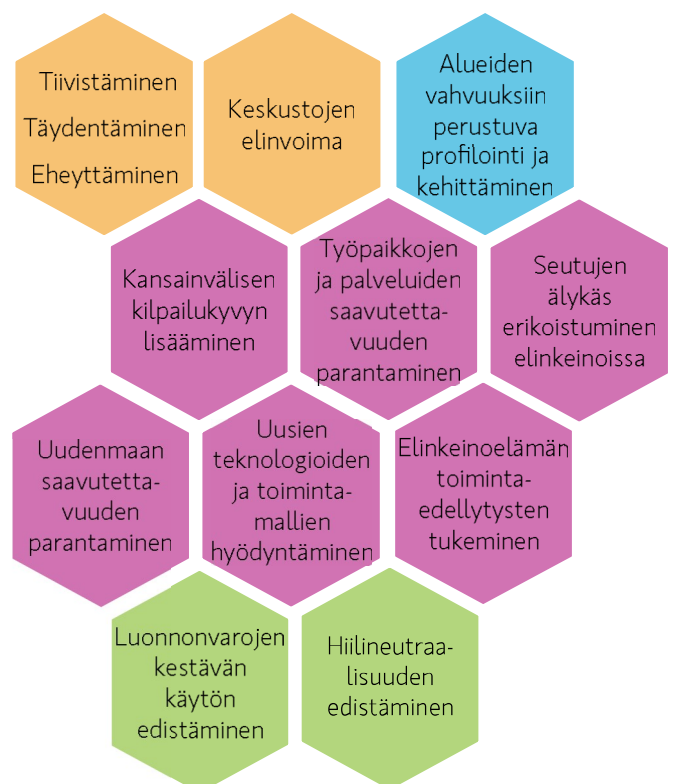 Tiivistäminen
Täydentäminen
Eheyttäminen
Keskustojen
elinvoima
Alueiden
vahvuuksiin
perustuva
profilointi ja
kehittäminen
Kansainvälisen
kilpailukyvyn
lisääminen
Työpaikkojen
ja palveluiden
saavutetta-
vuuden
parantaminen
Seutujen
älykäs
erikoistuminen
elinkeinoissa
Uudenmaan
saavutetta-
vuuden
parantaminen
Uusien
teknologioiden
ja toiminta-
mallien
hyödyntäminen
Elinkeinoelämän
toiminta-
edellytysten
tukeminen
Luonnonvarojen
kestävän
käytön
edistäminen
Hiilineutraa-
lisuuden
edistäminen